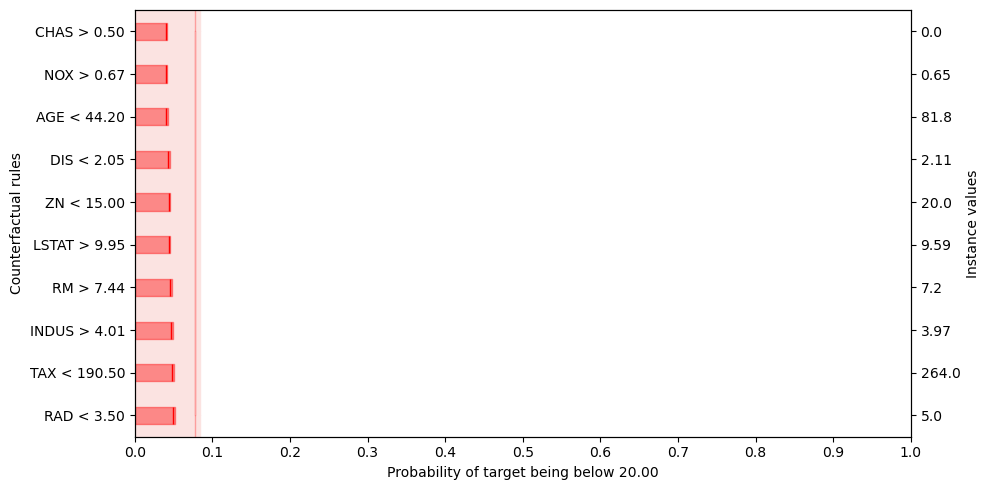 CHAS > 0.50
0.0
NOX > 0.67
0.65
AGE < 44.20
81.8
DIS < 2.05
2.11
ZN < 15.00
20.0
LSTAT > 9.95
9.59
RM > 7.44
7.2
INDUS > 4.01
3.97
TAX < 190.50
264.0
RAD < 3.50
5.0
Counterfactual rules
Instance values
0.0 0.1 0.2 0.3 0.4 0.5 0.6 0.7 0.8 0.9 1.0
Probability of target being below 20.00